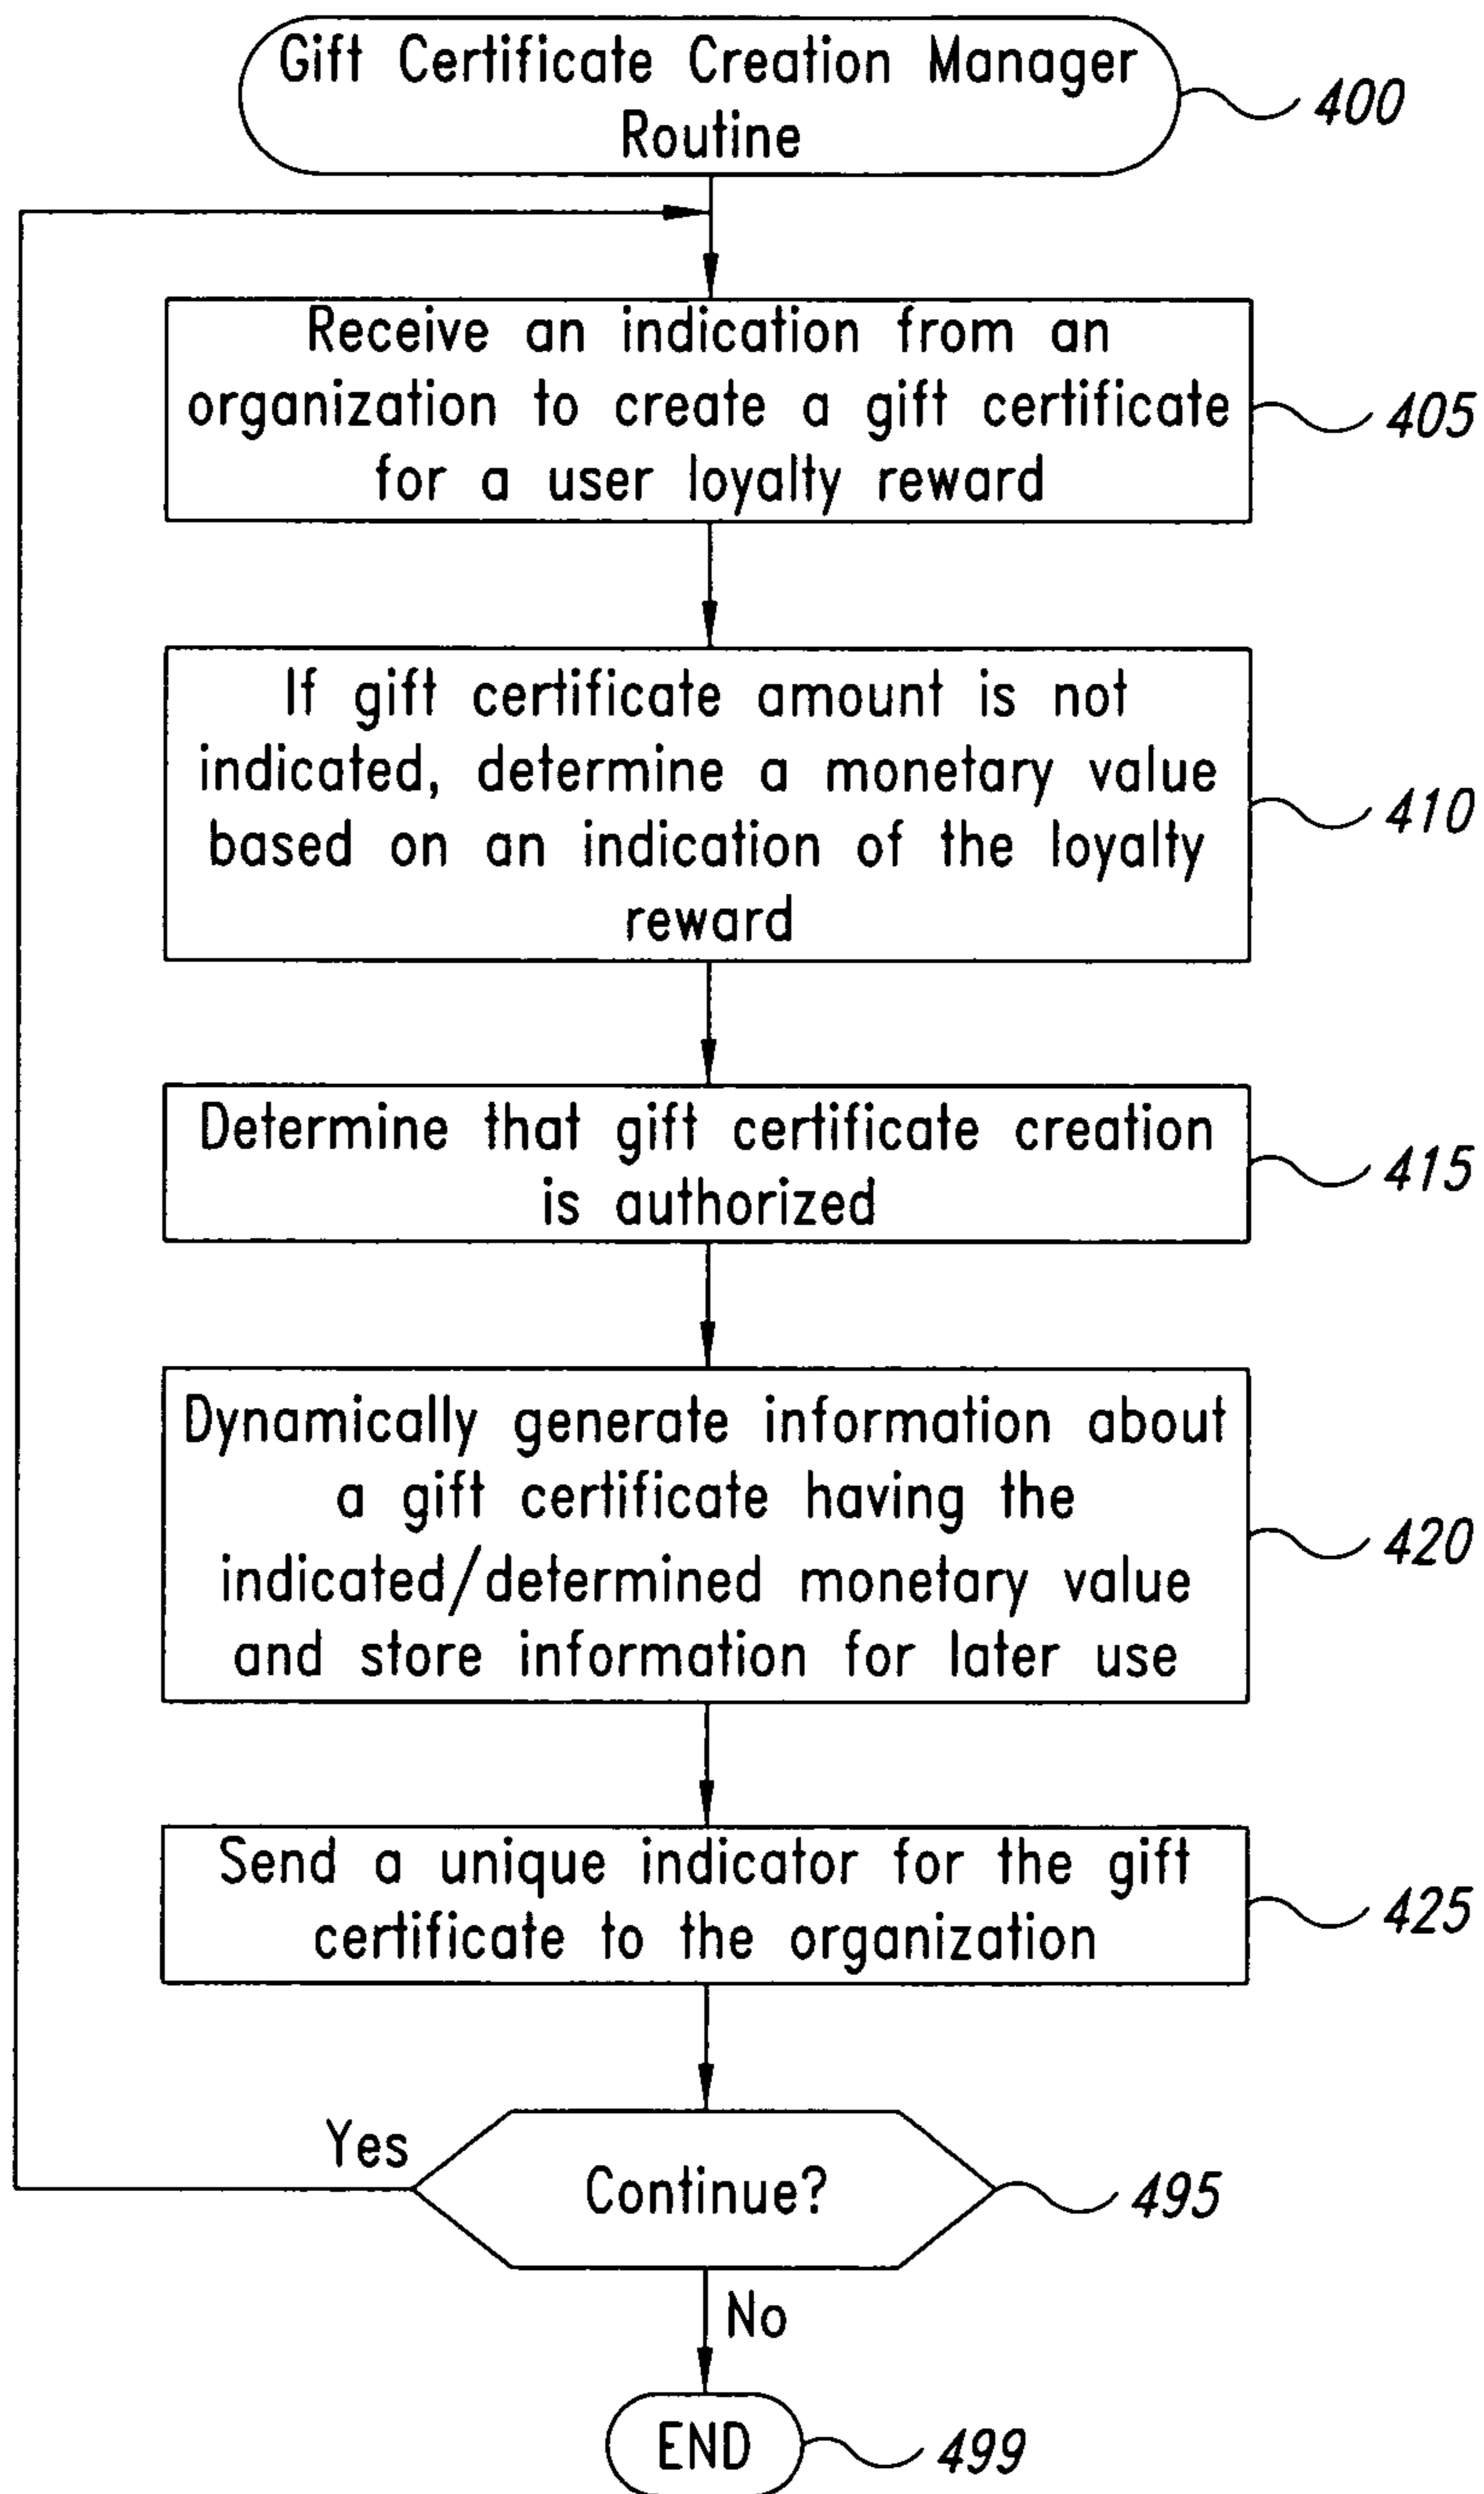 Gift Certificate Creation Manager
Routine
400
Receive an indication from an
organization to create a gift certificate
for a user loyalty reward
405
If gift certificate amount is not
indicated, determine a monetary value
based on an indication of the loyalty
reward
410
Determine that gift certificate creation
is authorized
415
Dynamically generate information about
a gift certificate having the
indicated/determined monetary value
and store information for later use
420
Send a unique indicator for the gift
certificate to the organization
425
Yes
Continue?
495
No
END
499